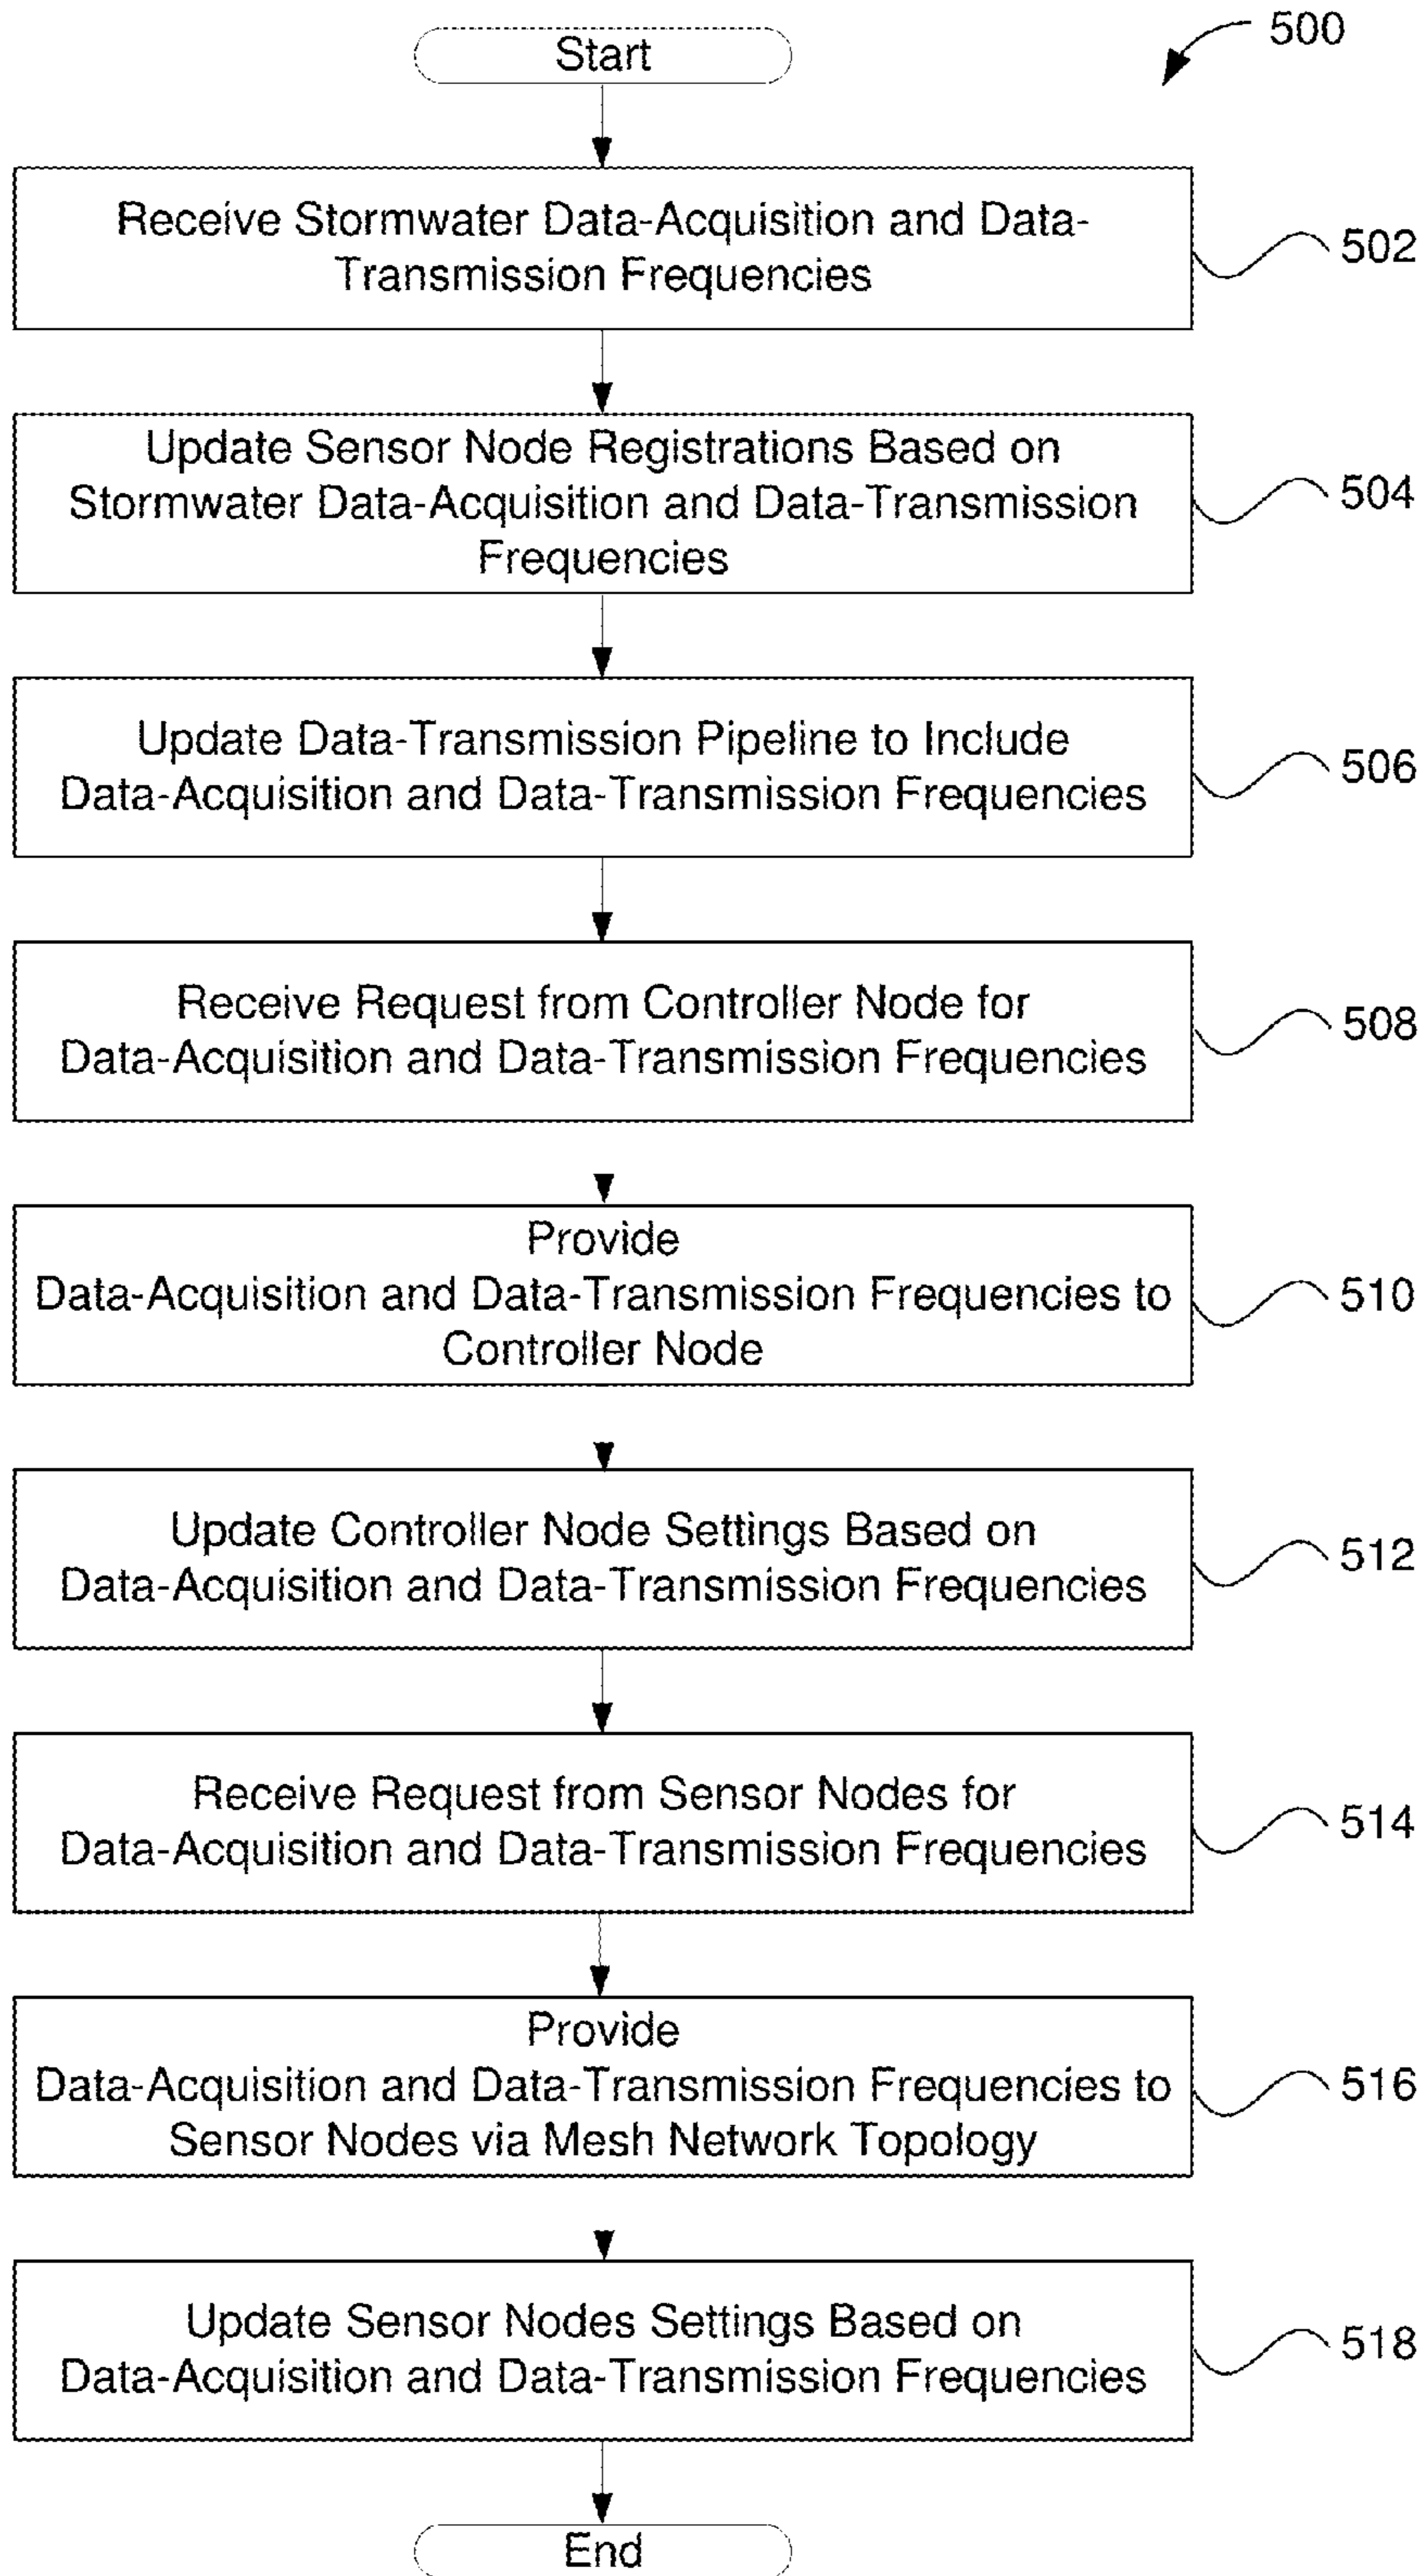 Start
500
Receive Stormwater Data-Acquisition and Data-
Transmission Frequencies
502
Update Sensor Node Registrations Based on
Stormwater Data-Acquisition and Data-Transmission
Frequencies
504
Update Data-Transmission Pipeline to Include
Data-Acquisition and Data-Transmission Frequencies
506
Receive Request from Controller Node for
Data-Acquisition and Data-Transmission Frequencies
508
Provide
Data-Acquisition and Data-Transmission Frequencies to
Controller Node
510
Update Controller Node Settings Based on
Data-Acquisition and Data-Transmission Frequencies
512
Receive Request from Sensor Nodes for
Data-Acquisition and Data-Transmission Frequencies
514
Provide
Data-Acquisition and Data-Transmission Frequencies to
Sensor Nodes via Mesh Network Topology
516
Update Sensor Nodes Settings Based on
Data-Acquisition and Data-Transmission Frequencies
518
End